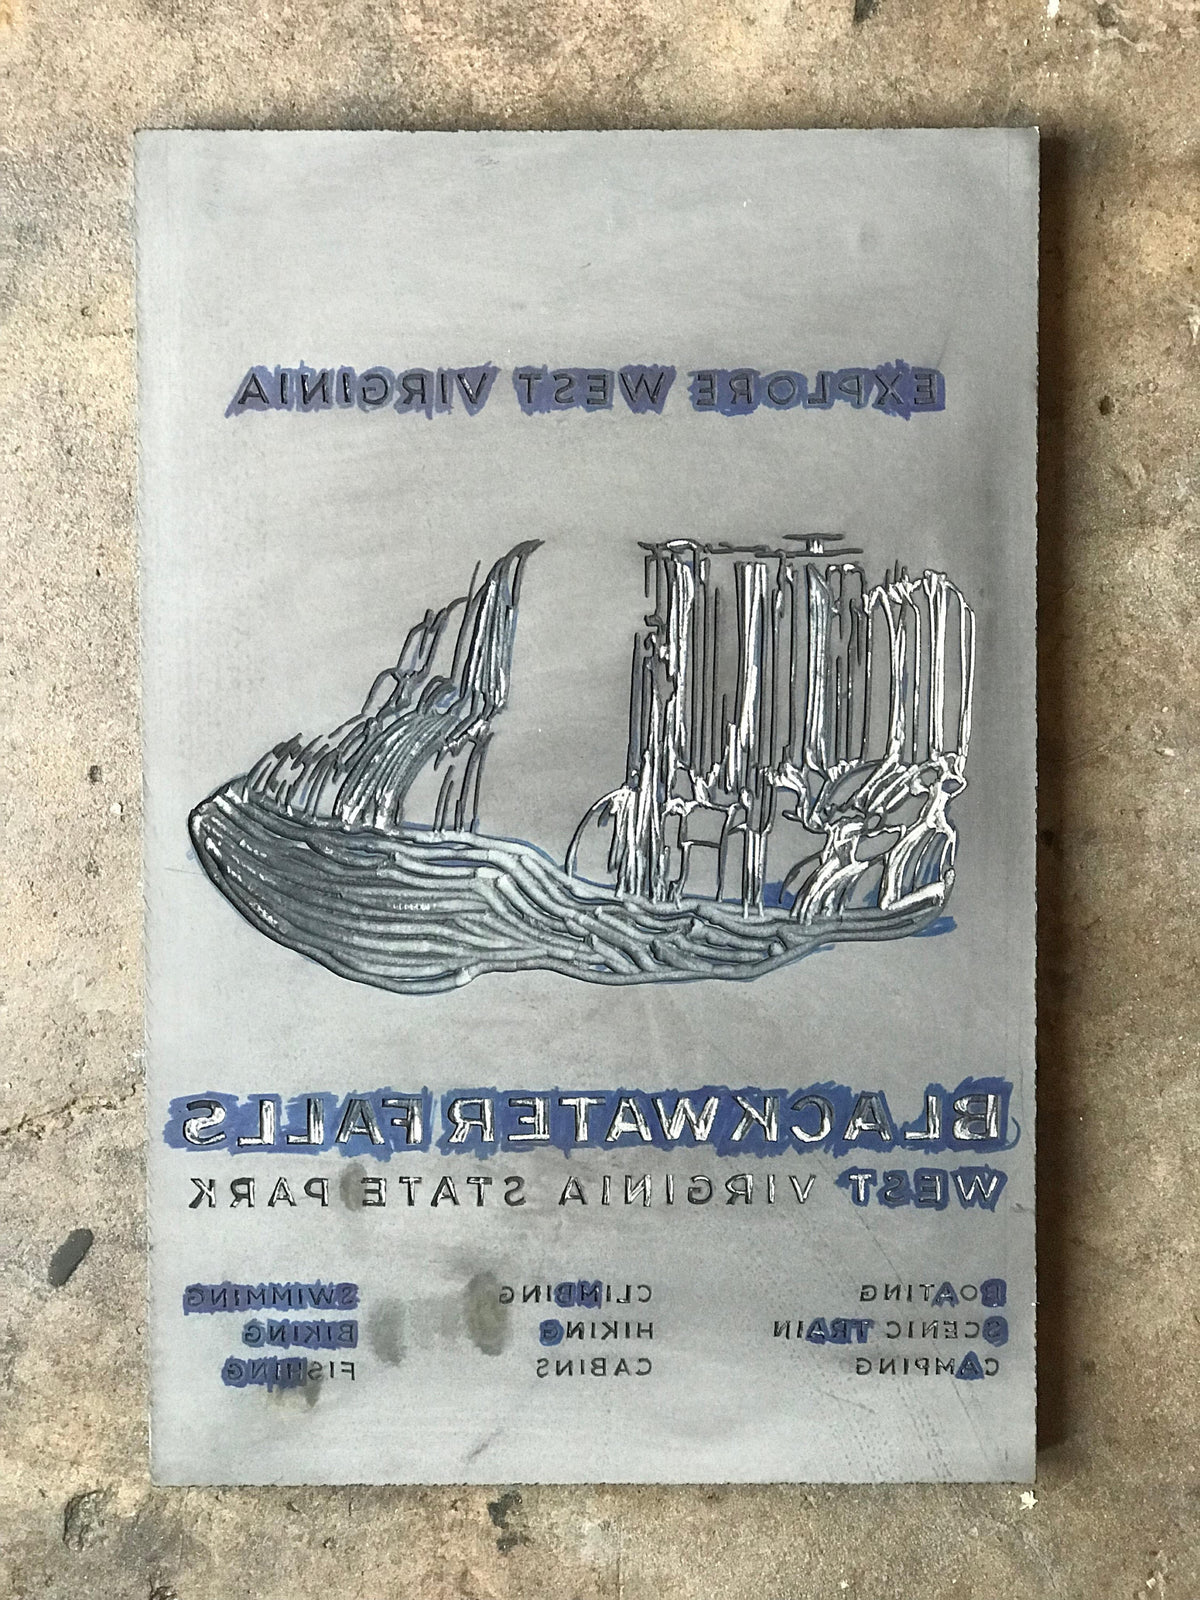 EXPLORE WEST VIRGINIA
BLACKWATER FALLS
WEST VIRGINIA STATE PARK
BOATING CLIMBING SWIMMING
SCENIC TRAIN HIKING BIKING
CAMPING CABINS FISHING